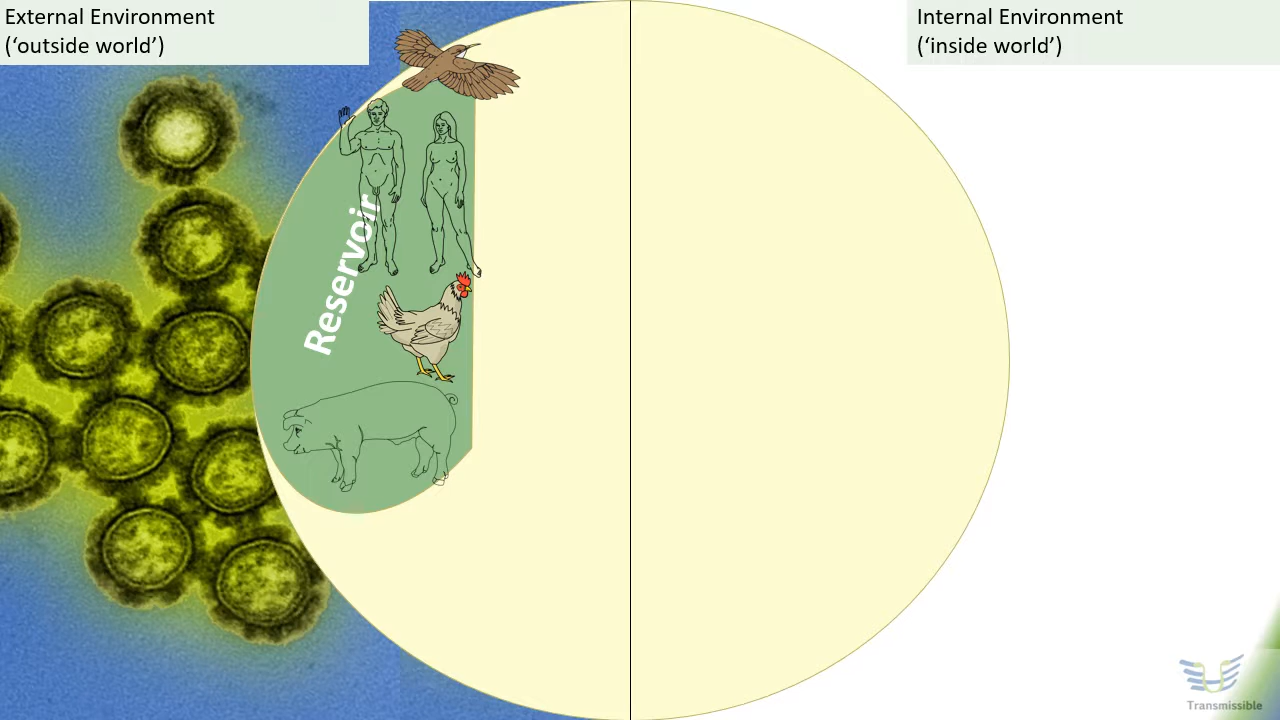 External Environment
(‘outside world’)
Internal Environment
(‘inside world’)
Reservoir
Transmissible